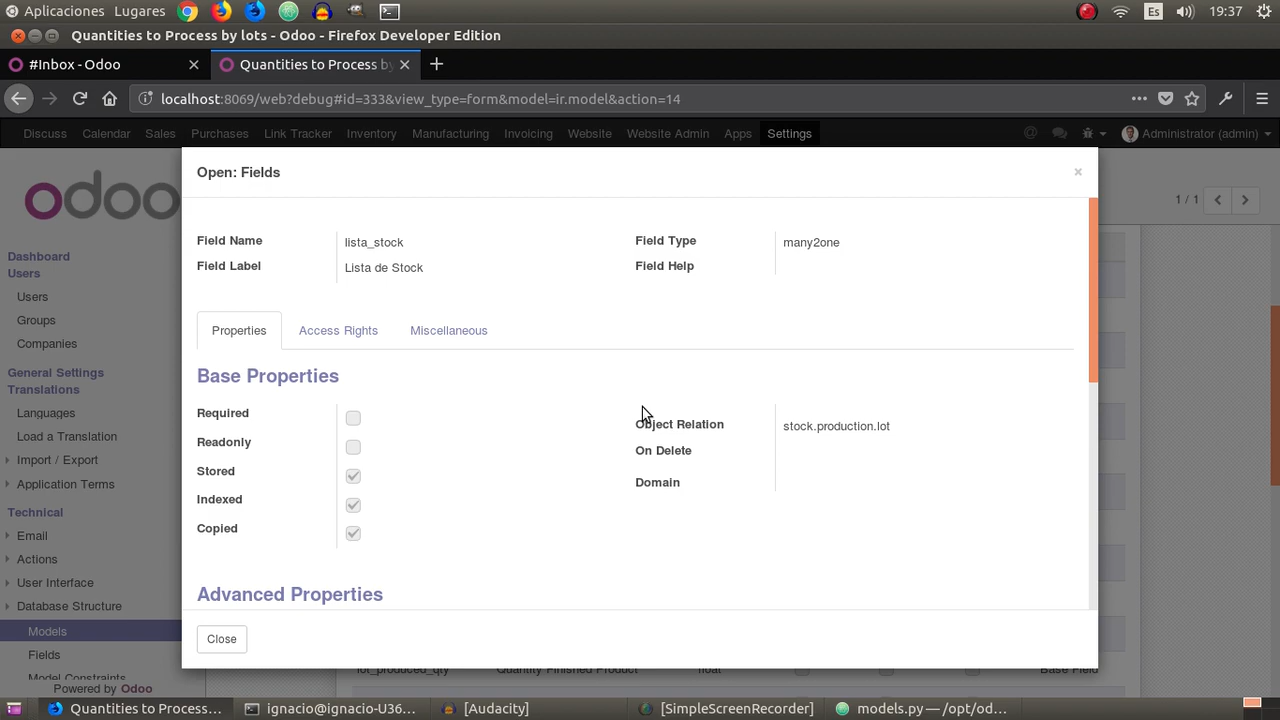 Aplicaciones Lugares Es 19:37
Quantities to Process by lots - Odoo - Firefox Developer Edition
#Inbox - Odoo × Quantities to Process by × +
localhost:8069/web?debug#id=333&view_type=form&model=ir.model&action=14
Discuss Calendar Sales Purchases Link Tracker Inventory Manufacturing Invoicing Website Website Admin Apps Settings Administrator (admin)
odoo
Open: Fields ×
1 / 1
Field Name lista_stock Field Type many2one
Field Label Lista de Stock Field Help
Dashboard
Users
Users
Groups
Companies
General Settings
Translations
Languages
Load a Translation
Import / Export
Application Terms
Technical
Email
Actions
User Interface
Database Structure
Models
Fields
Model Constraints
Powered by Odoo
Properties Access Rights Miscellaneous
Base Properties
Required
Readonly
Stored
Indexed
Copied
Object Relation stock.production.lot
On Delete
Domain
Advanced Properties
Close
lot_produced_qty Quantity Finished Product float Base Field
Quantities to Process... ignacio@ignacio-U36... [Audacity] [SimpleScreenRecorder] models.py — /opt/od...